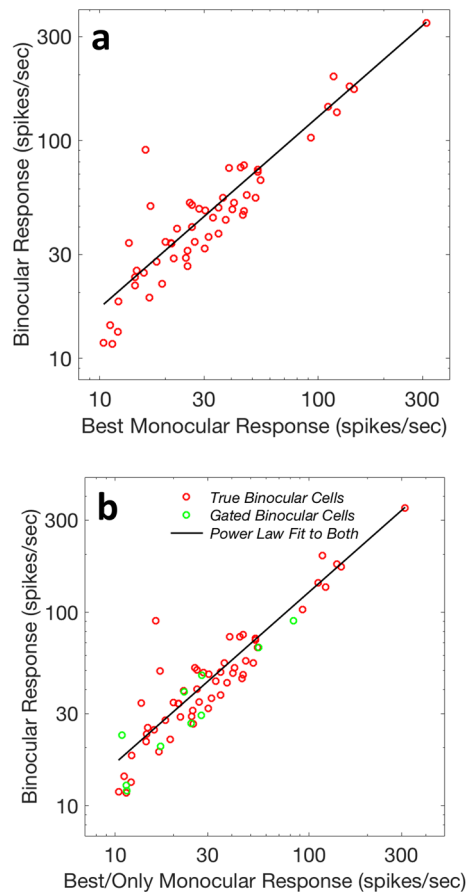 a
300
100
30
10
Binocular Response (spikes/sec)
10 30 100 300
Best Monocular Response (spikes/sec)
b
True Binocular Cells
Gated Binocular Cells
Power Law Fit to Both
300
100
30
10
Binocular Response (spikes/sec)
10 30 100 300
Best/Only Monocular Response (spikes/sec)